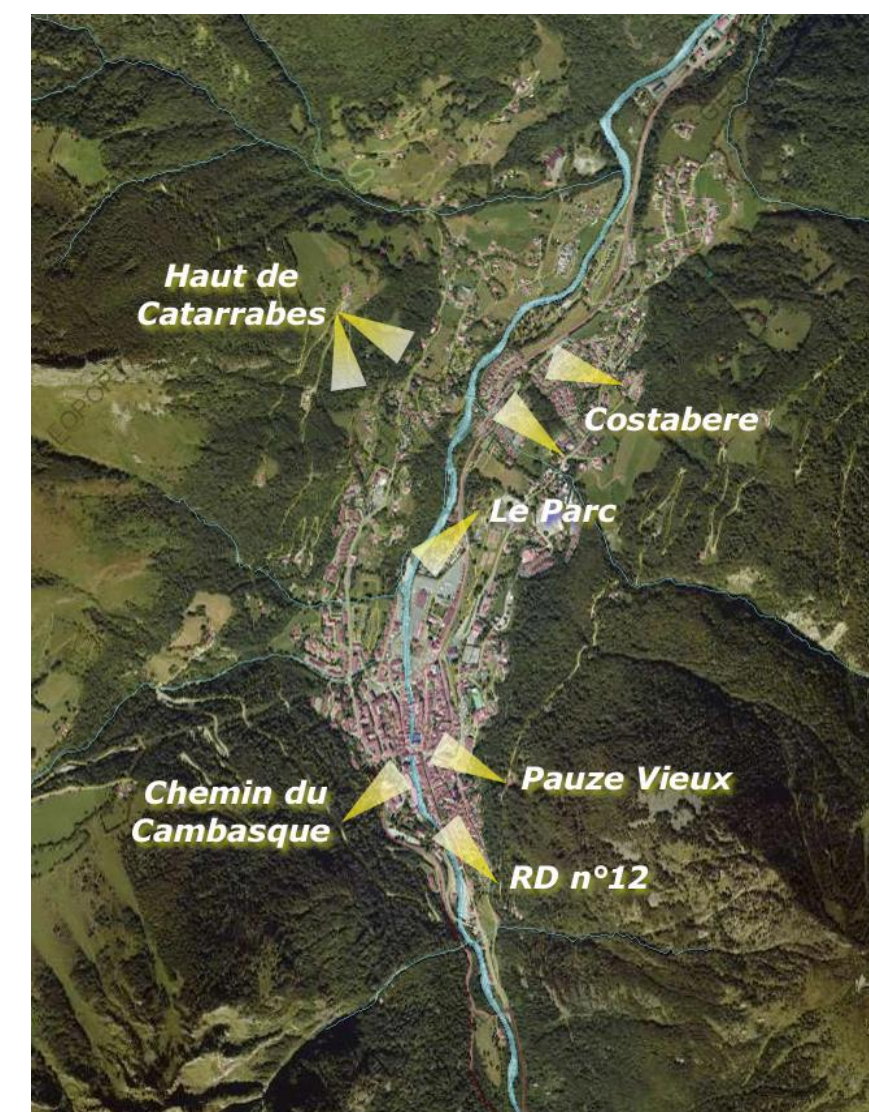 Haut de
Catarrabes
Costabere
Le Parc
Pauze Vieux
Chemin du
Cambasque
RD n°12